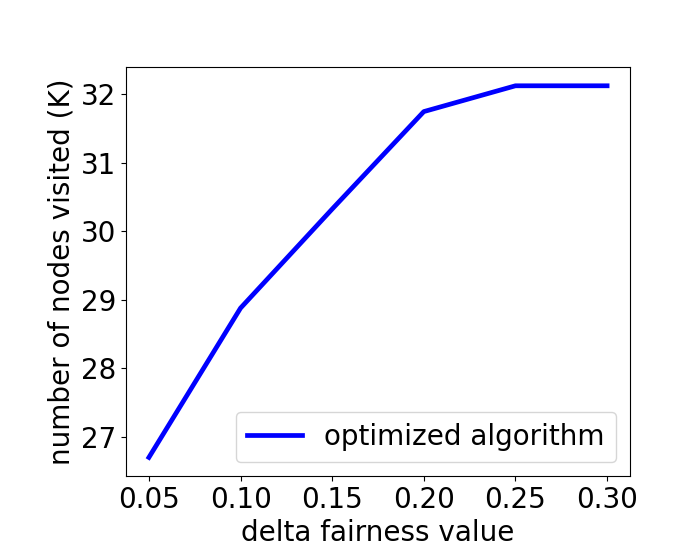 number of nodes visited (K)
32
31
30
29
28
27
optimized algorithm
0.05 0.10 0.15 0.20 0.25 0.30
delta fairness value